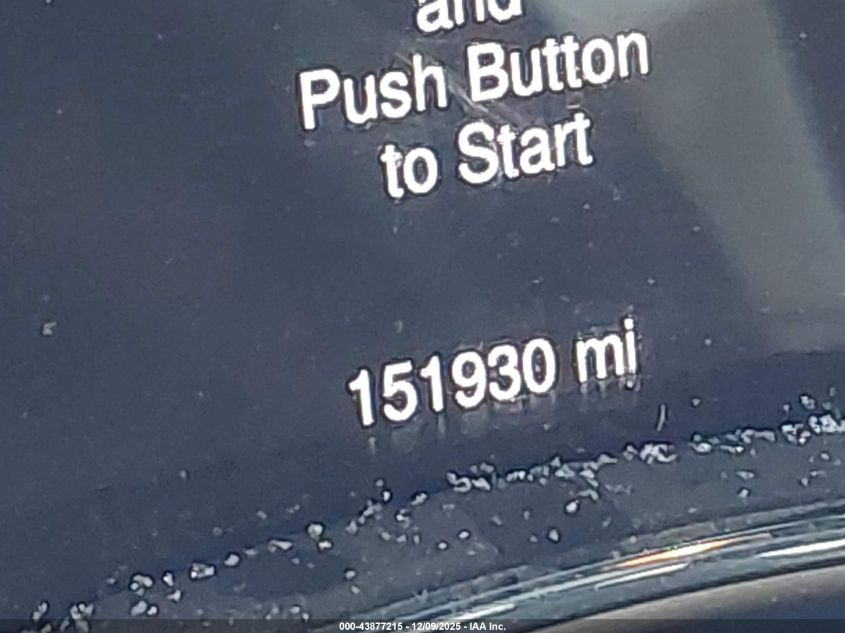 and
Push Button
to Start
151930 mi
000-43877215 - 12/09/2025 - IAA Inc.